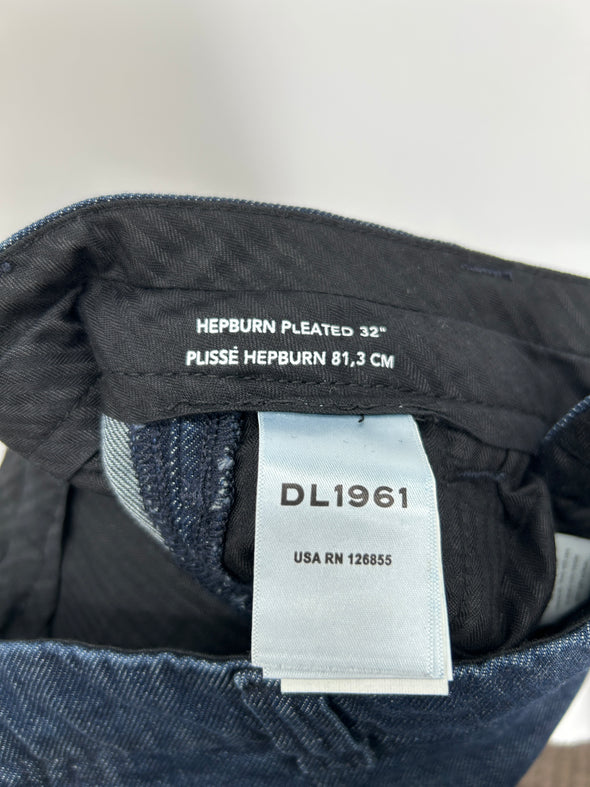 HEPBURN PLEATED 32"
PLISSÉ HEPBURN 81,3 CM
DL1961
USA RN 126855